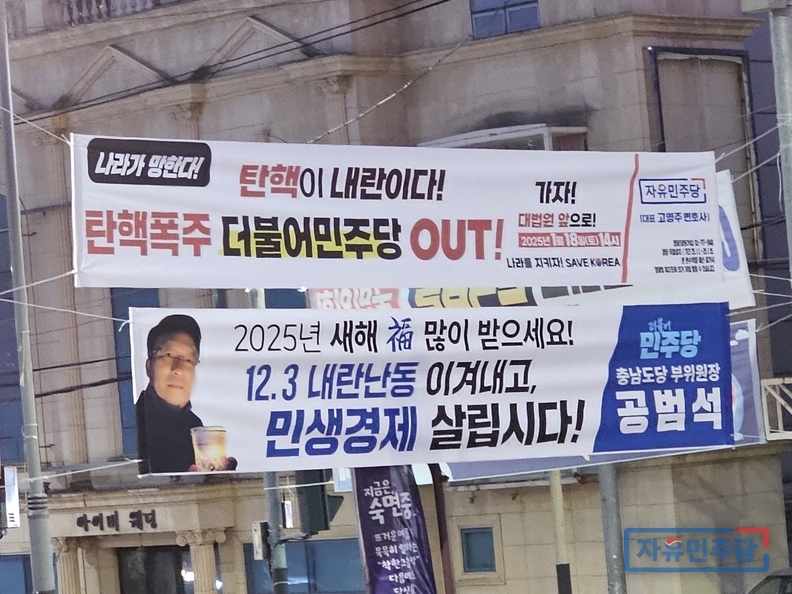 나라가 망한다!
탄핵이 내란이다!
탄핵폭주 더불어민주당 OUT!
가자!
대법원 앞으로!
2025년 1월 18일(토) 14시
나라를 지키자! SAVE KOREA
자유민주당
(대표 고영주 변호사)
2025년 새해 福 많이 받으세요!
12.3 내란난동 이겨내고,
민생경제 살립시다!
더불어
민주당
충남도당 부위원장
공범석
아이비 웨딩
지금은
숙면중
자유민주당